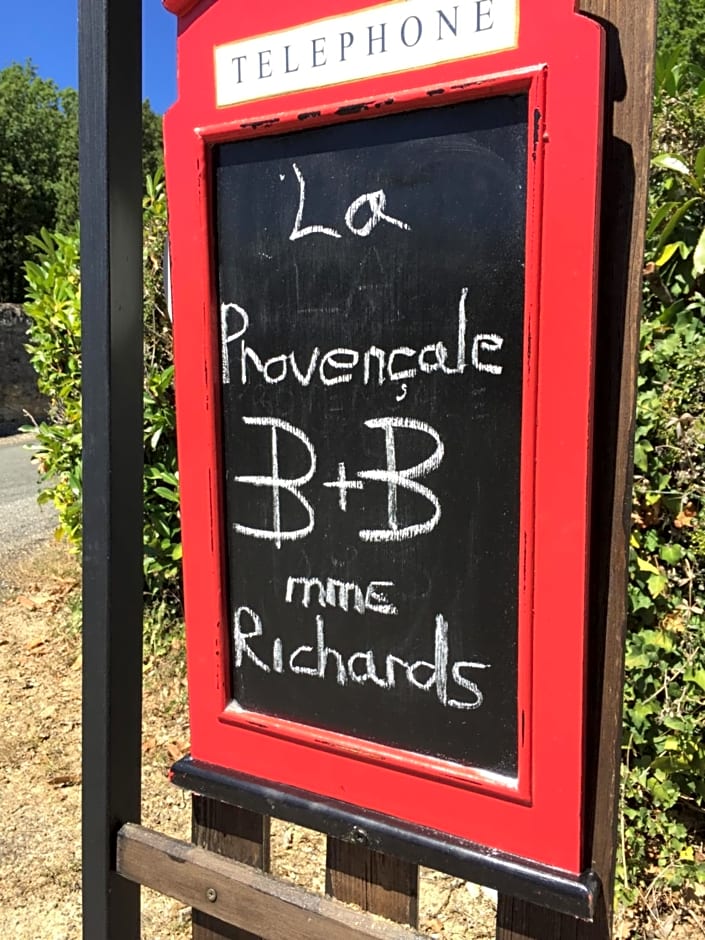 TELEPHONE
La
Provençale
B+B
mme
Richards